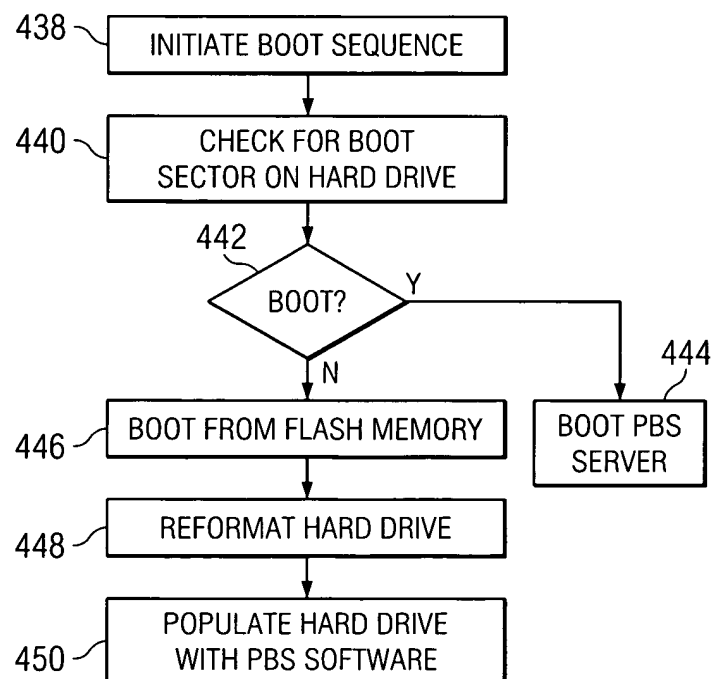 438
INITIATE BOOT SEQUENCE
440
CHECK FOR BOOT
SECTOR ON HARD DRIVE
442
BOOT?
Y
N
444
BOOT PBS
SERVER
446
BOOT FROM FLASH MEMORY
448
REFORMAT HARD DRIVE
450
POPULATE HARD DRIVE
WITH PBS SOFTWARE